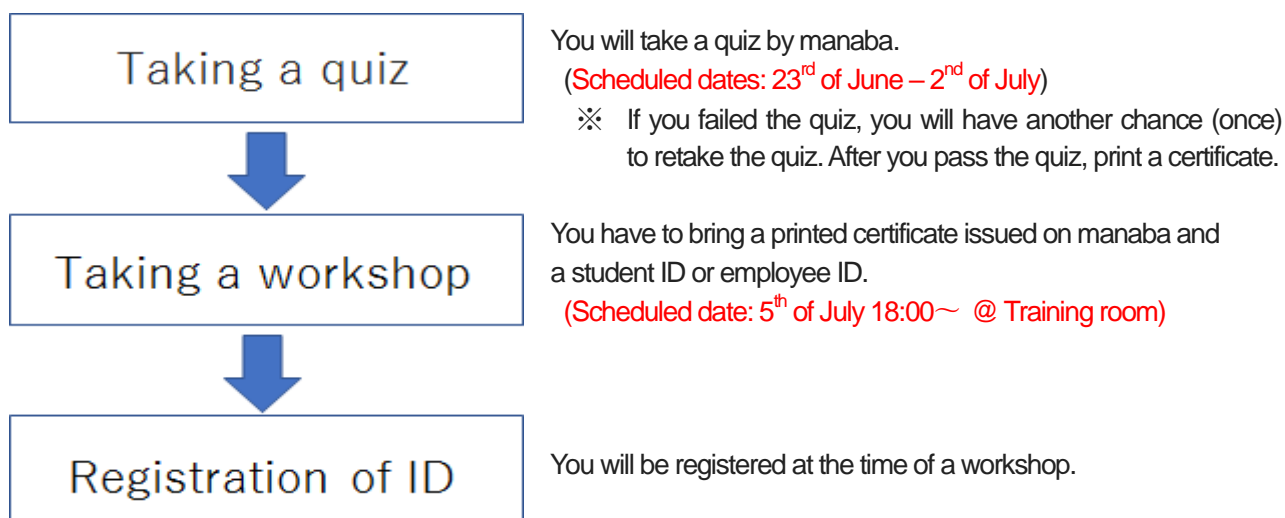 Taking a quiz
You will take a quiz by manaba.
(Scheduled dates: 23rd of June – 2nd of July)
※ If you failed the quiz, you will have another chance (once)
to retake the quiz. After you pass the quiz, print a certificate.
Taking a workshop
You have to bring a printed certificate issued on manaba and
a student ID or employee ID.
(Scheduled date: 5th of July 18:00～ @ Training room)
Registration of ID
You will be registered at the time of a workshop.